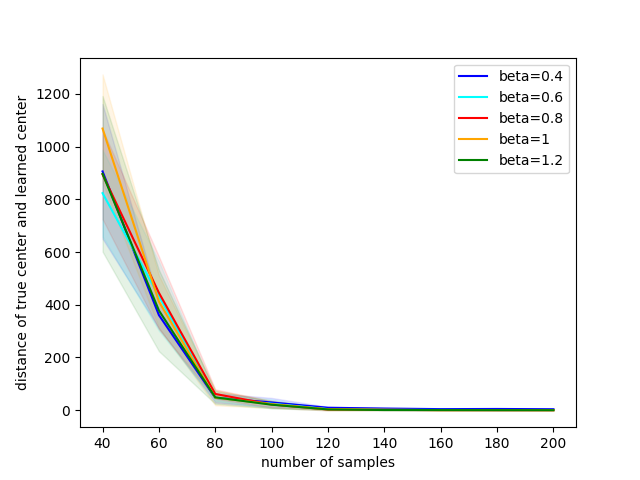 beta=0.4
beta=0.6
beta=0.8
beta=1
beta=1.2
distance of true center and learned center
1200
1000
800
600
400
200
0
40 60 80 100 120 140 160 180 200
number of samples